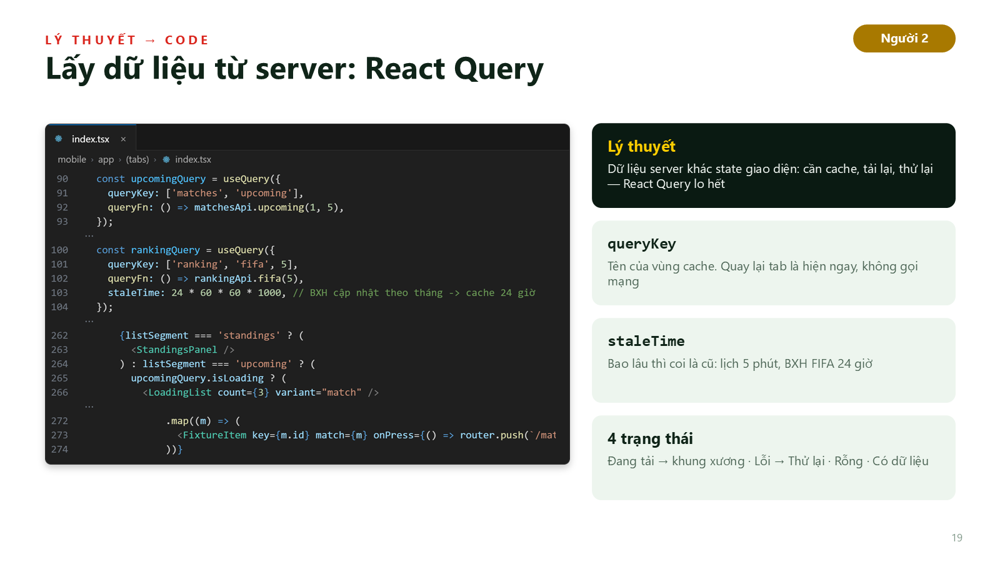 LÝ THUYẾT → CODE
Người 2
Lấy dữ liệu từ server: React Query
index.tsx ×
mobile › app › (tabs) › index.tsx
90 const upcomingQuery = useQuery({
91 queryKey: ['matches', 'upcoming'],
92 queryFn: () => matchesApi.upcoming(1, 5),
93 });
...
100 const rankingQuery = useQuery({
101 queryKey: ['ranking', 'fifa', 5],
102 queryFn: () => rankingApi.fifa(5),
103 staleTime: 24 * 60 * 60 * 1000, // BXH cập nhật theo tháng -> cache 24 giờ
104 });
...
262 {listSegment === 'standings' ? (
263 <StandingsPanel />
264 ) : listSegment === 'upcoming' ? (
265 upcomingQuery.isLoading ? (
266 <LoadingList count={3} variant="match" />
...
272 .map((m) => (
273 <FixtureItem key={m.id} match={m} onPress={() => router.push(`/mat
274 ))}
Lý thuyết
Dữ liệu server khác state giao diện: cần cache, tải lại, thử lại
— React Query lo hết
queryKey
Tên của vùng cache. Quay lại tab là hiện ngay, không gọi
mạng
staleTime
Bao lâu thì coi là cũ: lịch 5 phút, BXH FIFA 24 giờ
4 trạng thái
Đang tải → khung xương · Lỗi → Thử lại · Rỗng · Có dữ liệu
19